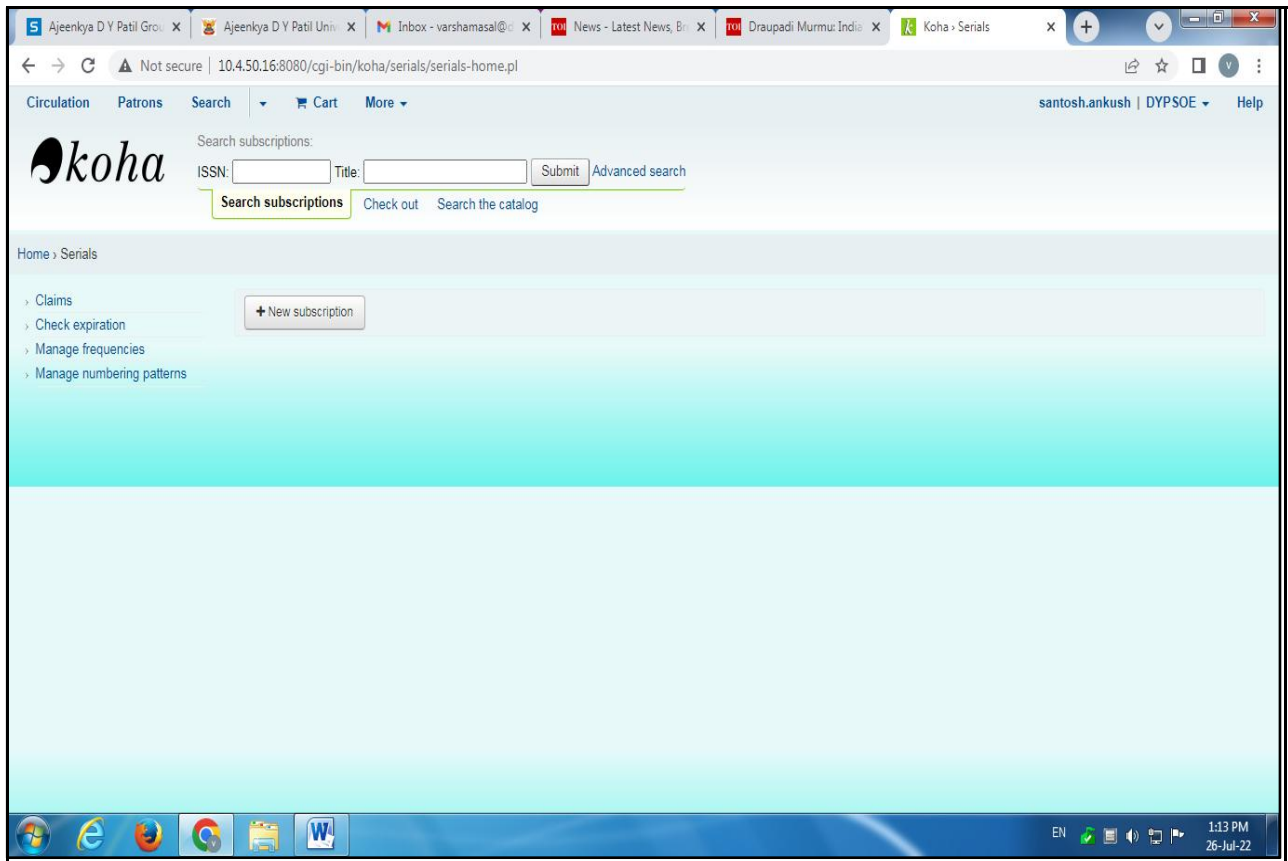 Ajeenkya D Y Patil Grou
Ajeenkya D Y Patil Univ
Inbox - varshamasal@d
TOI News - Latest News, Br
TOI Draupadi Murmu: India
Koha › Serials
Not secure | 10.4.50.16:8080/cgi-bin/koha/serials/serials-home.pl
V
Circulation Patrons Search Cart More
santosh.ankush | DYPSOE Help
koha
Search subscriptions:
ISSN: Title: Submit Advanced search
Search subscriptions Check out Search the catalog
Home › Serials
› Claims
› Check expiration
› Manage frequencies
› Manage numbering patterns
+ New subscription
EN
1:13 PM
26-Jul-22